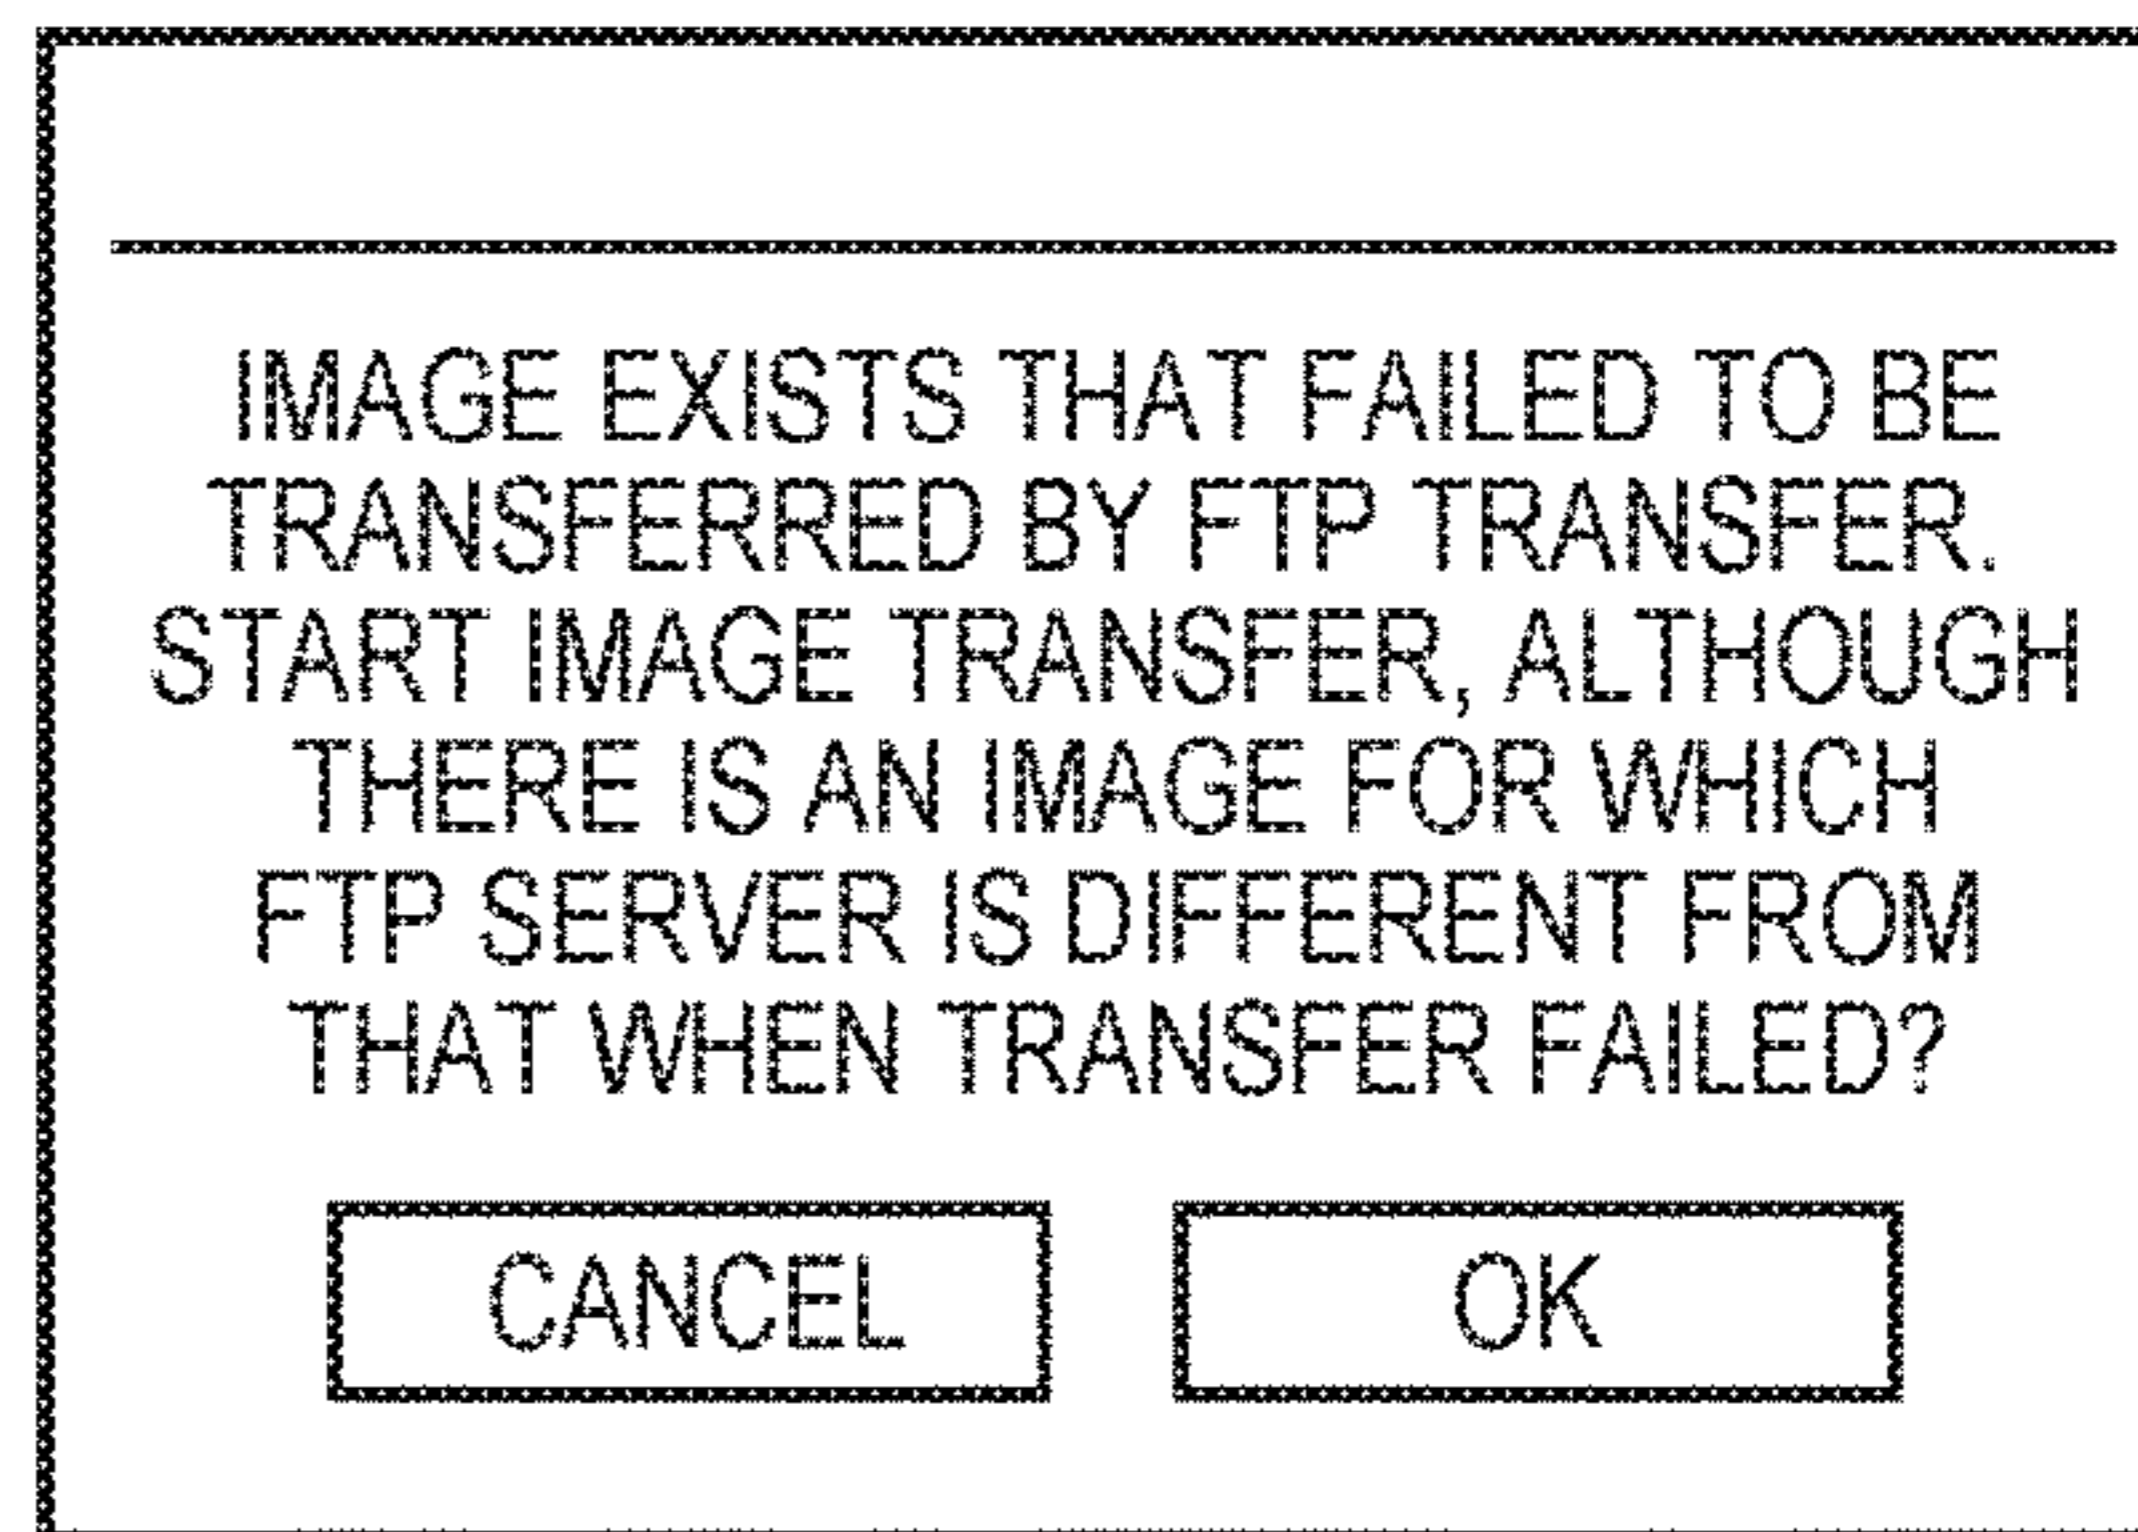 IMAGE EXISTS THAT FAILED TO BE
TRANSFERRED BY FTP TRANSFER.
START IMAGE TRANSFER, ALTHOUGH
THERE IS AN IMAGE FOR WHICH
FTP SERVER IS DIFFERENT FROM
THAT WHEN TRANSFER FAILED?
CANCEL
OK